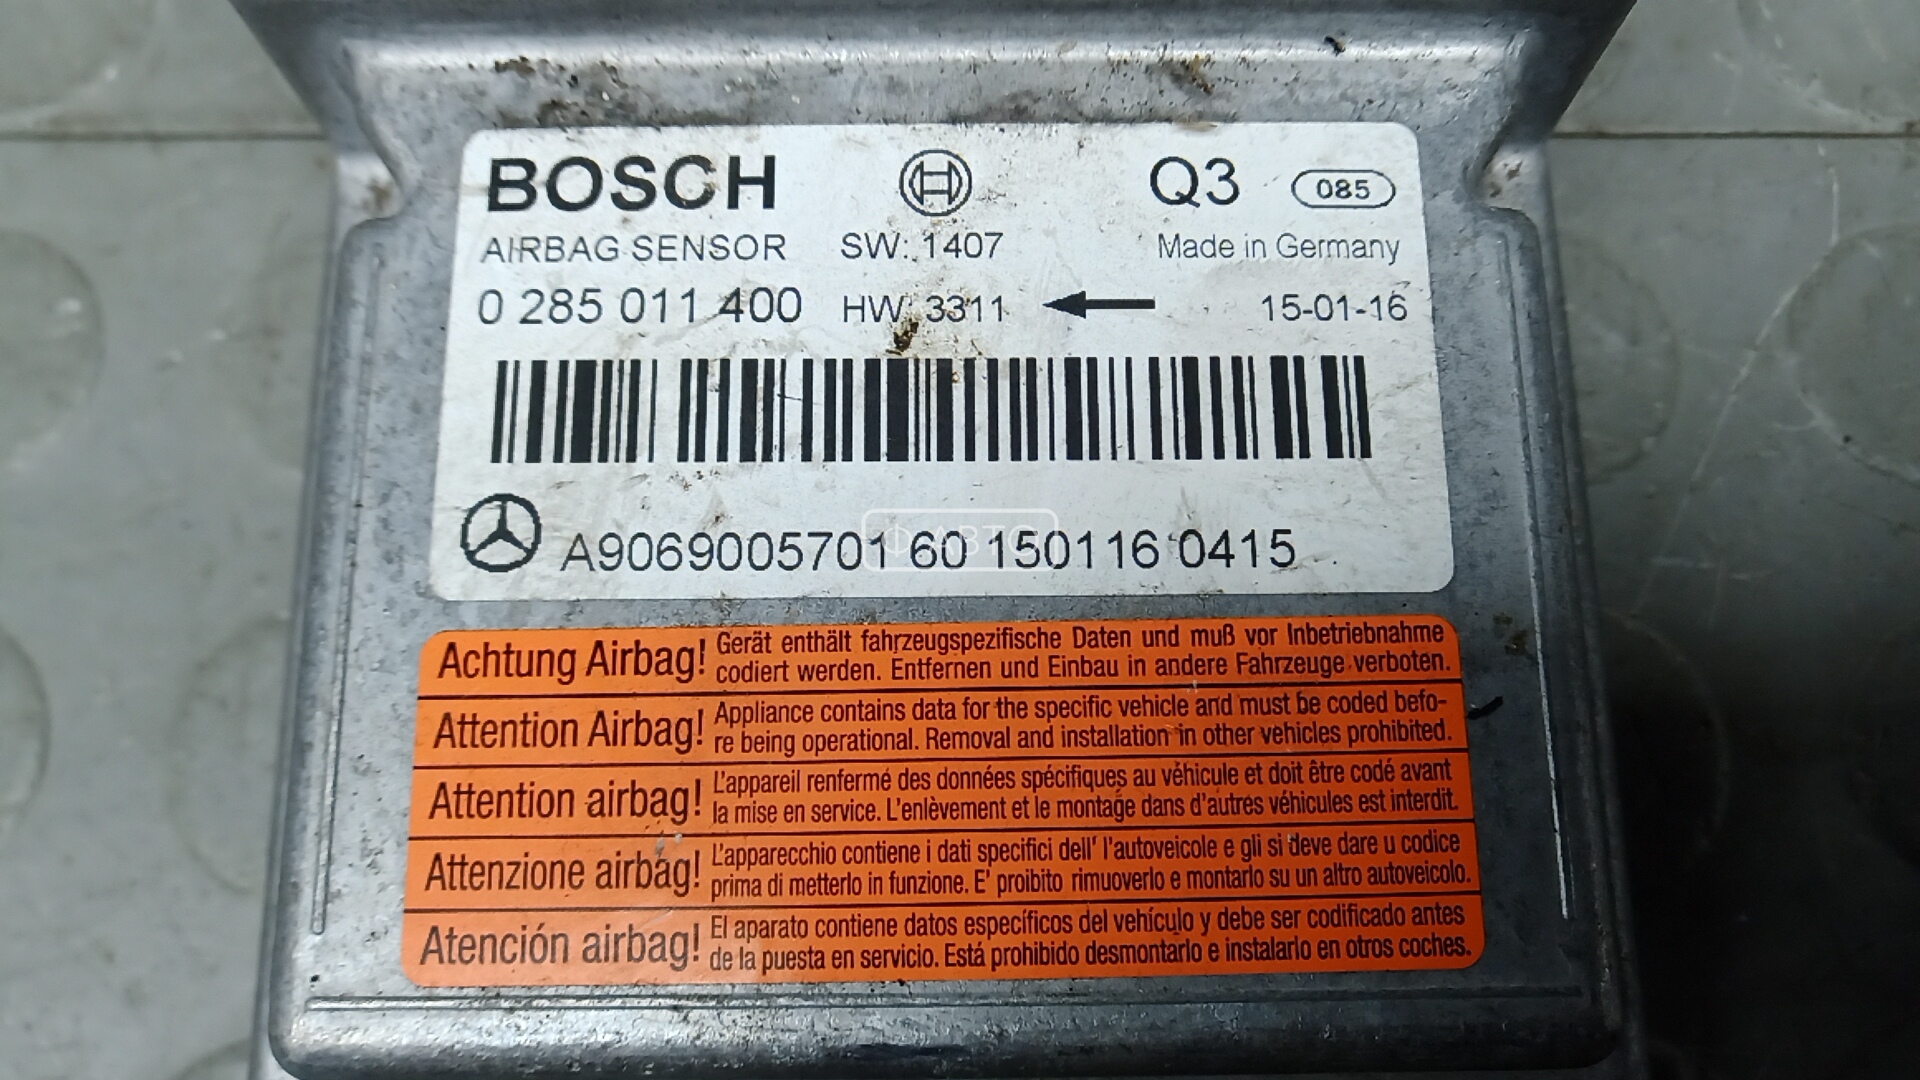 BOSCH Q3 085
AIRBAG SENSOR SW: 1407 Made in Germany
0 285 011 400 HW: 3311 15-01-16
A9069005701 60 150116 0415
ФАВТО
Achtung Airbag! Gerät enthält fahrzeugspezifische Daten und muß vor Inbetriebnahme
codiert werden. Entfernen und Einbau in andere Fahrzeuge verboten.
Attention Airbag! Appliance contains data for the specific vehicle and must be coded befo-
re being operational. Removal and installation in other vehicles prohibited.
Attention airbag! L'appareil renfermé des données spécifiques au véhicule et doit être codé avant
la mise en service. L'enlèvement et le montage dans d'autres véhicules est interdit.
Attenzione airbag! L'apparecchio contiene i dati specifici dell' l'autoveicole e gli si deve dare u codice
prima di metterlo in funzione. E' proibito rimuoverlo e montarlo su un altro autoveicolo.
Atención airbag! El aparato contiene datos específicos del vehículo y debe ser codificado antes
de la puesta en servicio. Está prohibido desmontarlo e instalarlo en otros coches.